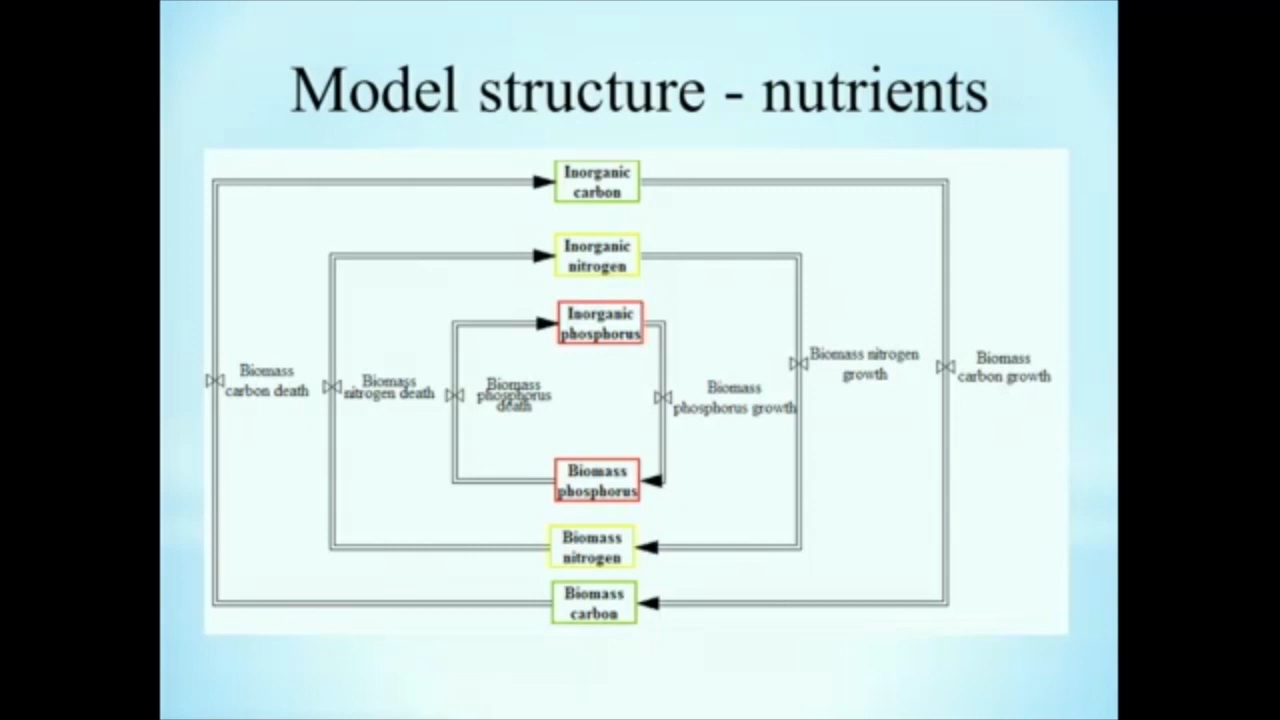 Model structure - nutrients
Inorganic
carbon
Inorganic
nitrogen
Inorganic
phosphorus
Biomass
carbon death
Biomass
nitrogen death
Biomass
phosphorus
death
Biomass
phosphorus growth
Biomass nitrogen
growth
Biomass
carbon growth
Biomass
phosphorus
Biomass
nitrogen
Biomass
carbon